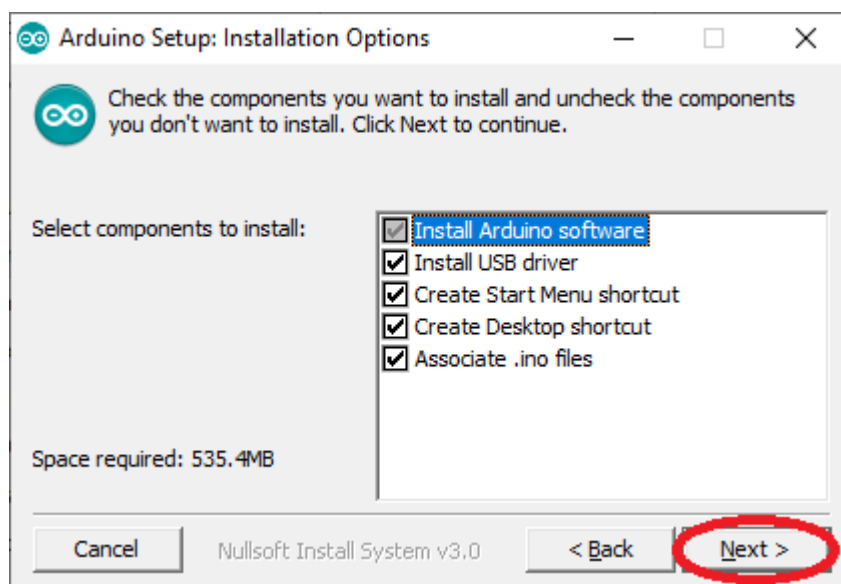 Arduino Setup: Installation Options
Check the components you want to install and uncheck the components
you don't want to install. Click Next to continue.
Select components to install:
Install Arduino software
Install USB driver
Create Start Menu shortcut
Create Desktop shortcut
Associate .ino files
Space required: 535.4MB
Cancel
Nullsoft Install System v3.0
< Back
Next >